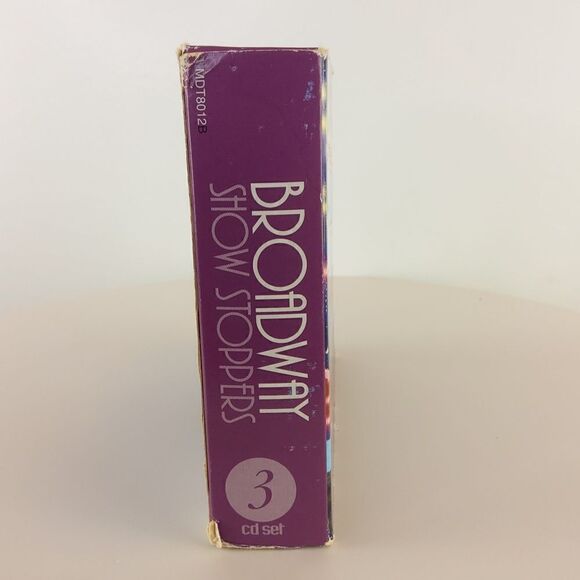 MDT8012B
BROADWAY
SHOW STOPPERS
3
cd set